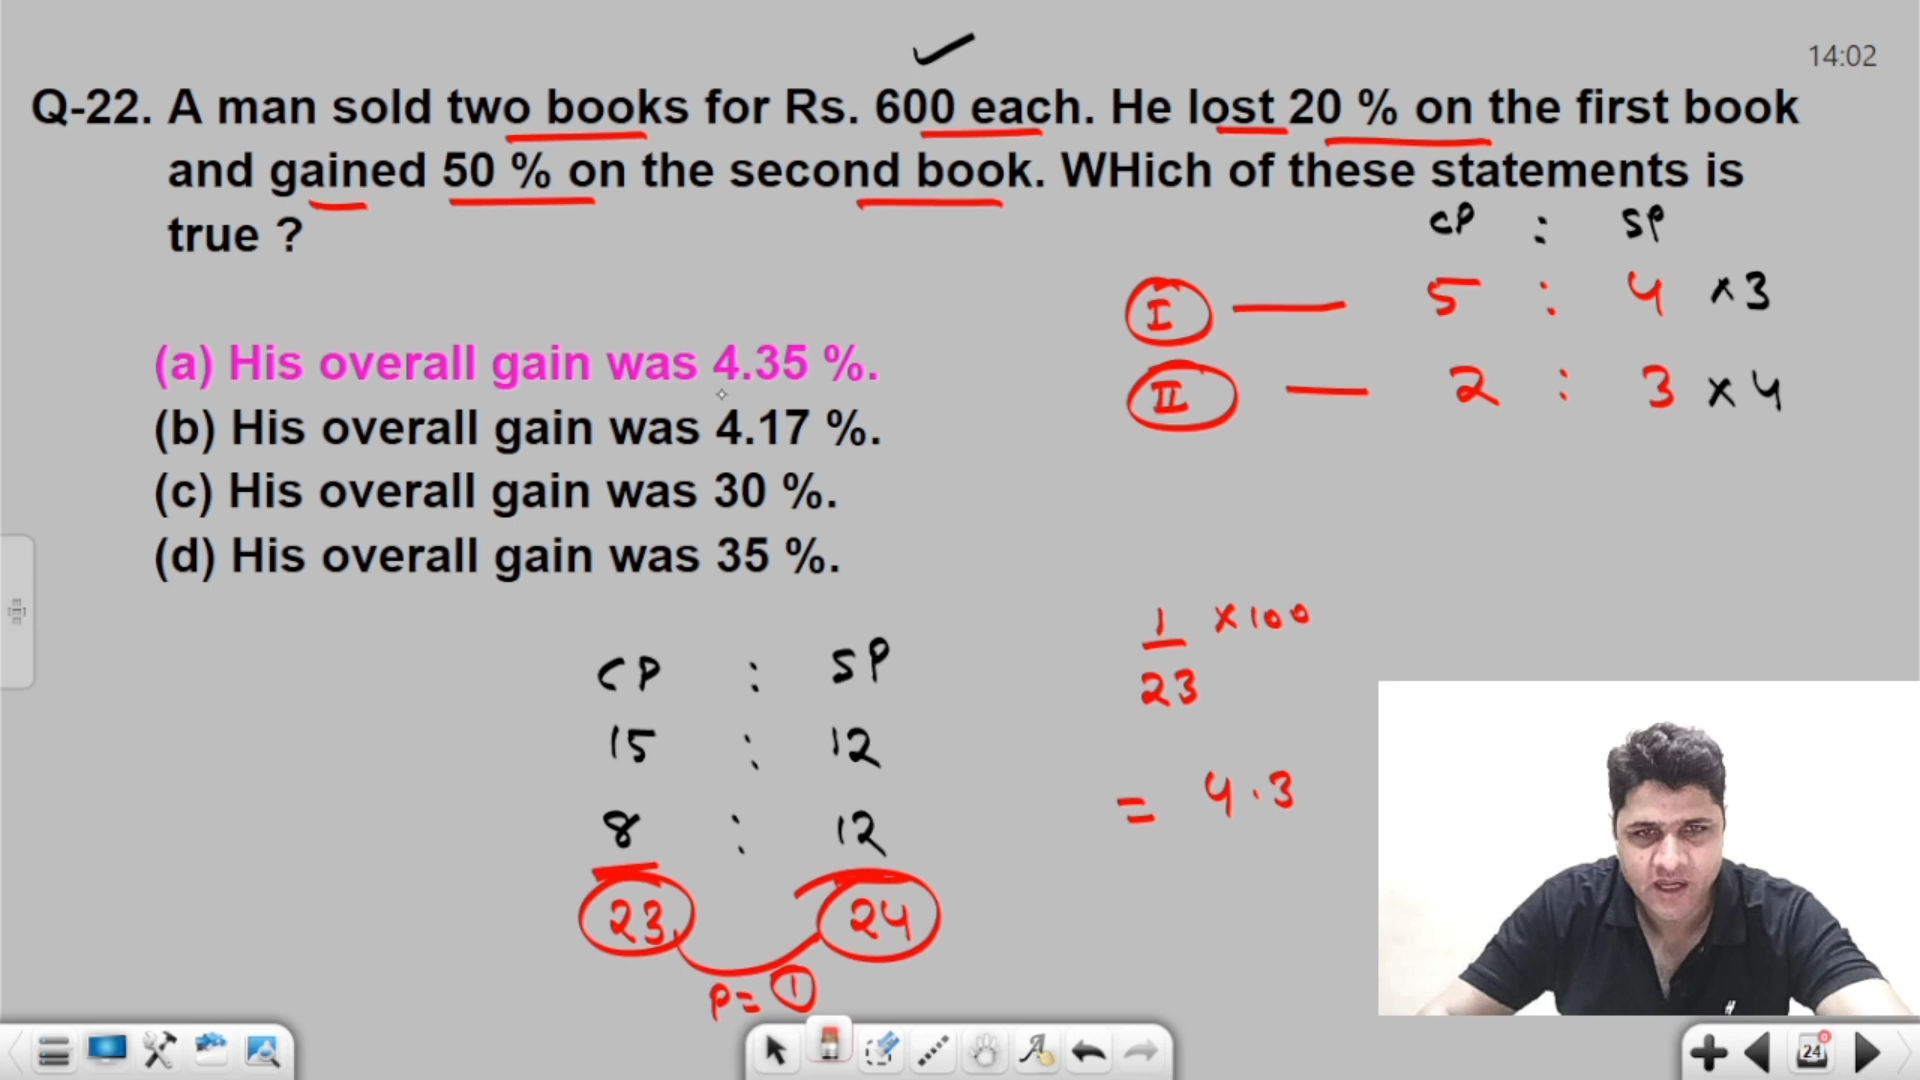 14:02
Q-22. A man sold two books for Rs. 600 each. He lost 20 % on the first book
and gained 50 % on the second book. WHich of these statements is
true ?
CP : SP
I — 5 : 4 ×3
II — 2 : 3 ×4
(a) His overall gain was 4.35 %.
(b) His overall gain was 4.17 %.
(c) His overall gain was 30 %.
(d) His overall gain was 35 %.
CP : SP
15 : 12
8 : 12
23 24
P = 1
1/23 ×100
= 4.3
24